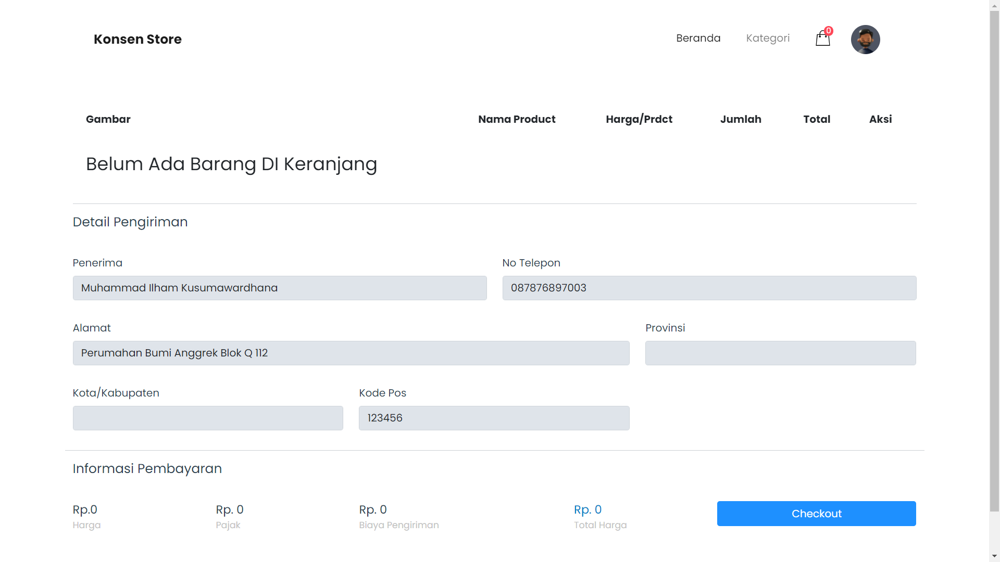 Konsen Store
Beranda
Kategori
0
Gambar
Nama Product
Harga/Prdct
Jumlah
Total
Aksi
Belum Ada Barang DI Keranjang
Detail Pengiriman
Penerima
No Telepon
Muhammad Ilham Kusumawardhana
087876897003
Alamat
Provinsi
Perumahan Bumi Anggrek Blok Q 112
Kota/Kabupaten
Kode Pos
123456
Informasi Pembayaran
Rp.0
Rp. 0
Rp. 0
Rp. 0
Checkout
Harga
Pajak
Biaya Pengiriman
Total Harga